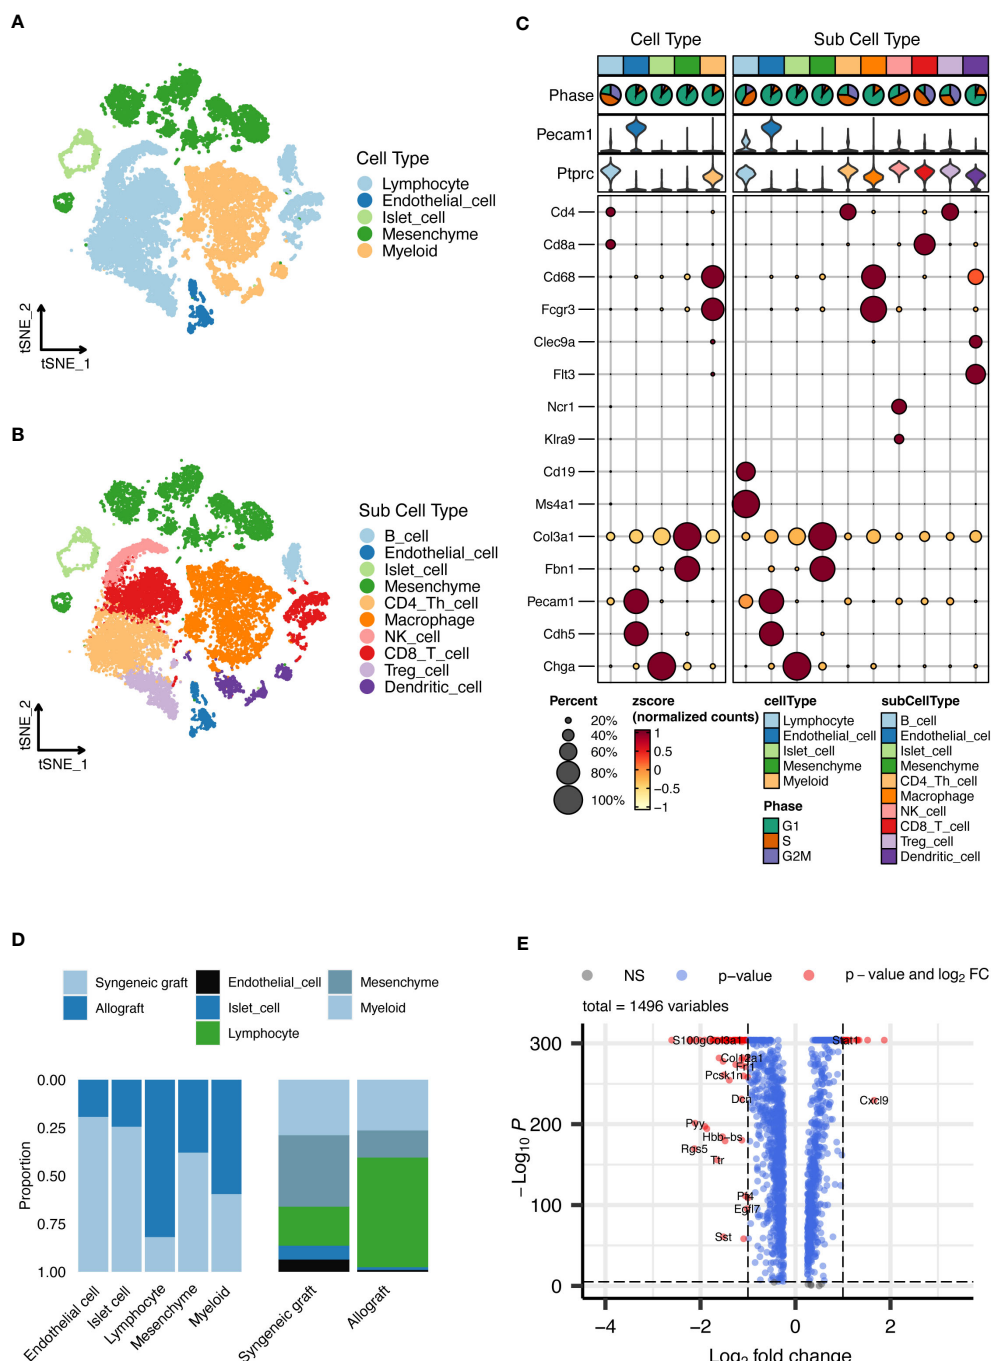 A
Cell Type
Lymphocyte
Endothelial_cell
Islet_cell
Mesenchyme
Myeloid
tSNE_2
tSNE_1
B
Sub Cell Type
B_cell
Endothelial_cell
Islet_cell
Mesenchyme
CD4_Th_cell
Macrophage
NK_cell
CD8_T_cell
Treg_cell
Dendritic_cell
tSNE_2
tSNE_1
C
Cell Type
Sub Cell Type
Phase
Pecam1
Ptprc
Cd4
Cd8a
Cd68
Fcgr3
Clec9a
Flt3
Ncr1
Klra9
Cd19
Ms4a1
Col3a1
Fbn1
Pecam1
Cdh5
Chga
Percent
20%
40%
60%
80%
100%
zscore
(normalized counts)
1
0.5
0
−0.5
−1
cellType
Lymphocyte
Endothelial_cell
Islet_cell
Mesenchyme
Myeloid
Phase
G1
S
G2M
subCellType
B_cell
Endothelial_cel
Islet_cell
Mesenchyme
CD4_Th_cell
Macrophage
NK_cell
CD8_T_cell
Treg_cell
Dendritic_cell
D
Syngeneic graft
Allograft
Endothelial_cell
Islet_cell
Lymphocyte
Mesenchyme
Myeloid
Proportion
0.00
0.25
0.50
0.75
1.00
Endothelial cell
Islet cell
Lymphocyte
Mesenchyme
Myeloid
Syngeneic graft
Allograft
E
NS
p−value
p − value and log₂ FC
total = 1496 variables
− Log₁₀ P
300
200
100
0
S100g
Col3a1
Stat1
Col12a1
Fn1
Pcsk1n
Dcn
Cxcl9
Pyy
Hbb−bs
Rgs5
Ttr
Pf4
Egfl7
Sst
−4
−2
0
2
Log₂ fold change